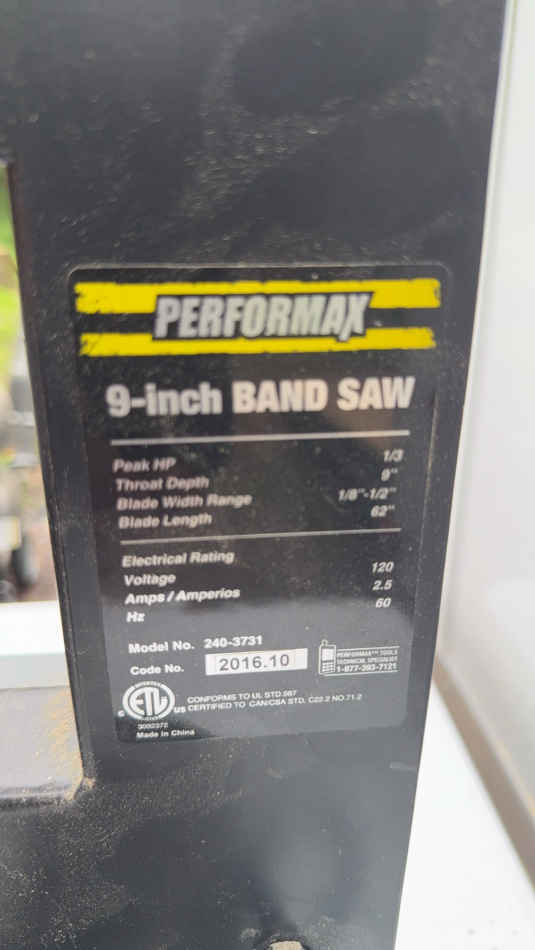 PERFORMAX
9-inch BAND SAW
Peak HP 1/3
Throat Depth 9"
Blade Width Range 1/8"-1/2"
Blade Length 62"
Electrical Rating
Voltage 120
Amps / Amperios 2.5
Hz 60
Model No. 240-3731
Code No. 2016.10
PERFORMAX™ TOOLS
TECHNICAL SPECIALIST
1-877-393-7121
ETL
c us
CONFORMS TO UL STD.987
CERTIFIED TO CAN/CSA STD. C22.2 NO.71-2
Made in China